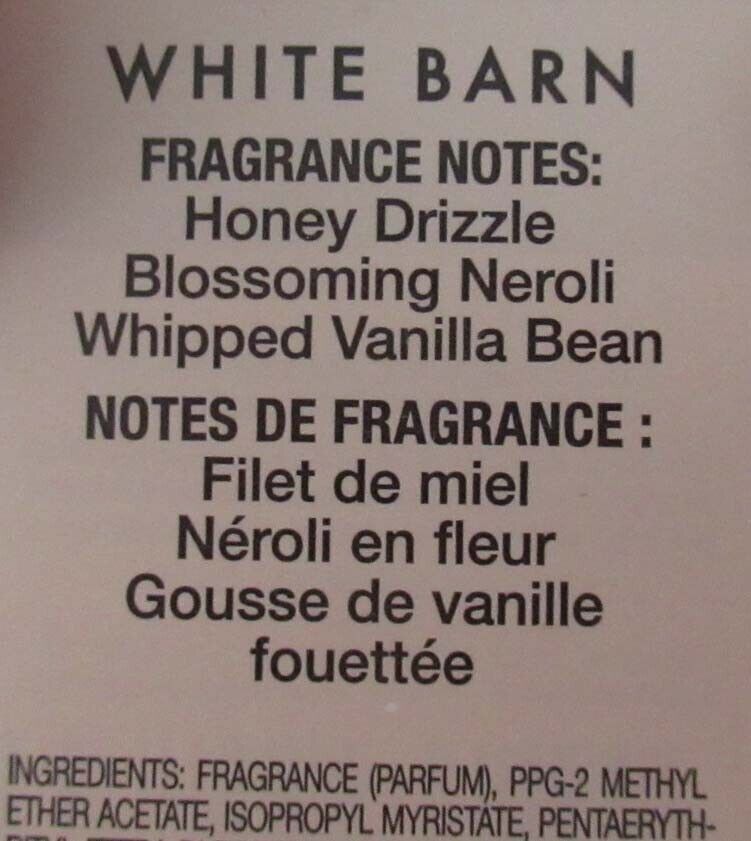 WHITE BARN
FRAGRANCE NOTES:
Honey Drizzle
Blossoming Neroli
Whipped Vanilla Bean
NOTES DE FRAGRANCE :
Filet de miel
Néroli en fleur
Gousse de vanille
fouettée
INGREDIENTS: FRAGRANCE (PARFUM), PPG-2 METHYL
ETHER ACETATE, ISOPROPYL MYRISTATE, PENTAERYTH-